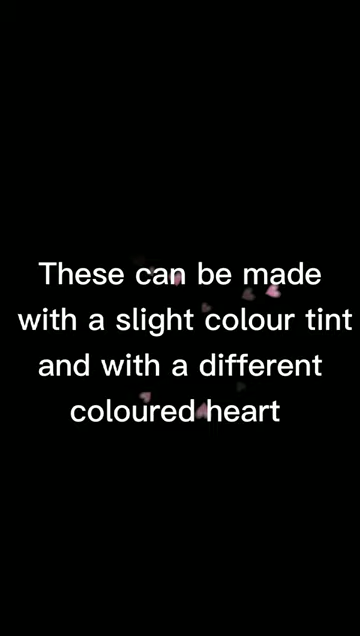 These can be made
with a slight colour tint
and with a different
coloured heart